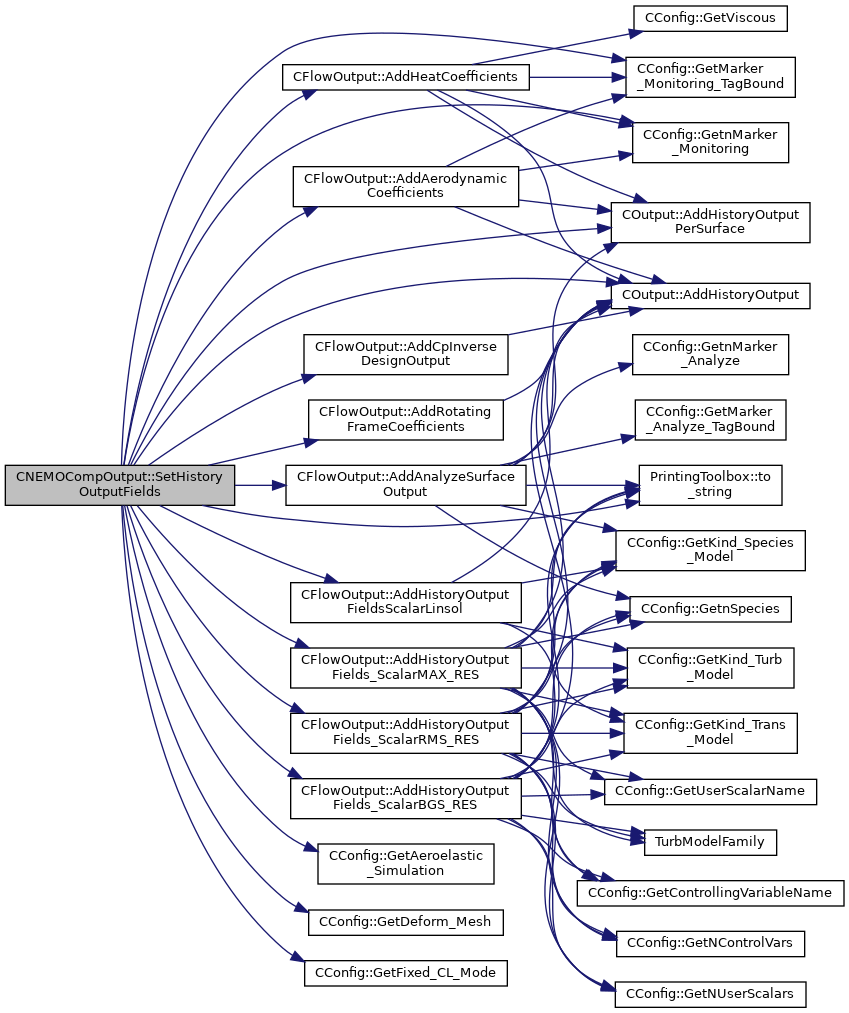 CNEMOCompOutput::SetHistory
OutputFields
CFlowOutput::AddHeatCoefficients
CFlowOutput::AddAerodynamic
Coefficients
CFlowOutput::AddCpInverse
DesignOutput
CFlowOutput::AddRotating
FrameCoefficients
CFlowOutput::AddAnalyzeSurface
Output
CFlowOutput::AddHistoryOutput
FieldsScalarLinsol
CFlowOutput::AddHistoryOutput
Fields_ScalarMAX_RES
CFlowOutput::AddHistoryOutput
Fields_ScalarRMS_RES
CFlowOutput::AddHistoryOutput
Fields_ScalarBGS_RES
CConfig::GetAeroelastic
_Simulation
CConfig::GetDeform_Mesh
CConfig::GetFixed_CL_Mode
CConfig::GetViscous
CConfig::GetMarker
_Monitoring_TagBound
CConfig::GetnMarker
_Monitoring
COutput::AddHistoryOutput
PerSurface
COutput::AddHistoryOutput
CConfig::GetnMarker
_Analyze
CConfig::GetMarker
_Analyze_TagBound
PrintingToolbox::to
_string
CConfig::GetKind_Species
_Model
CConfig::GetnSpecies
CConfig::GetKind_Turb
_Model
CConfig::GetKind_Trans
_Model
CConfig::GetUserScalarName
TurbModelFamily
CConfig::GetControllingVariableName
CConfig::GetNControlVars
CConfig::GetNUserScalars